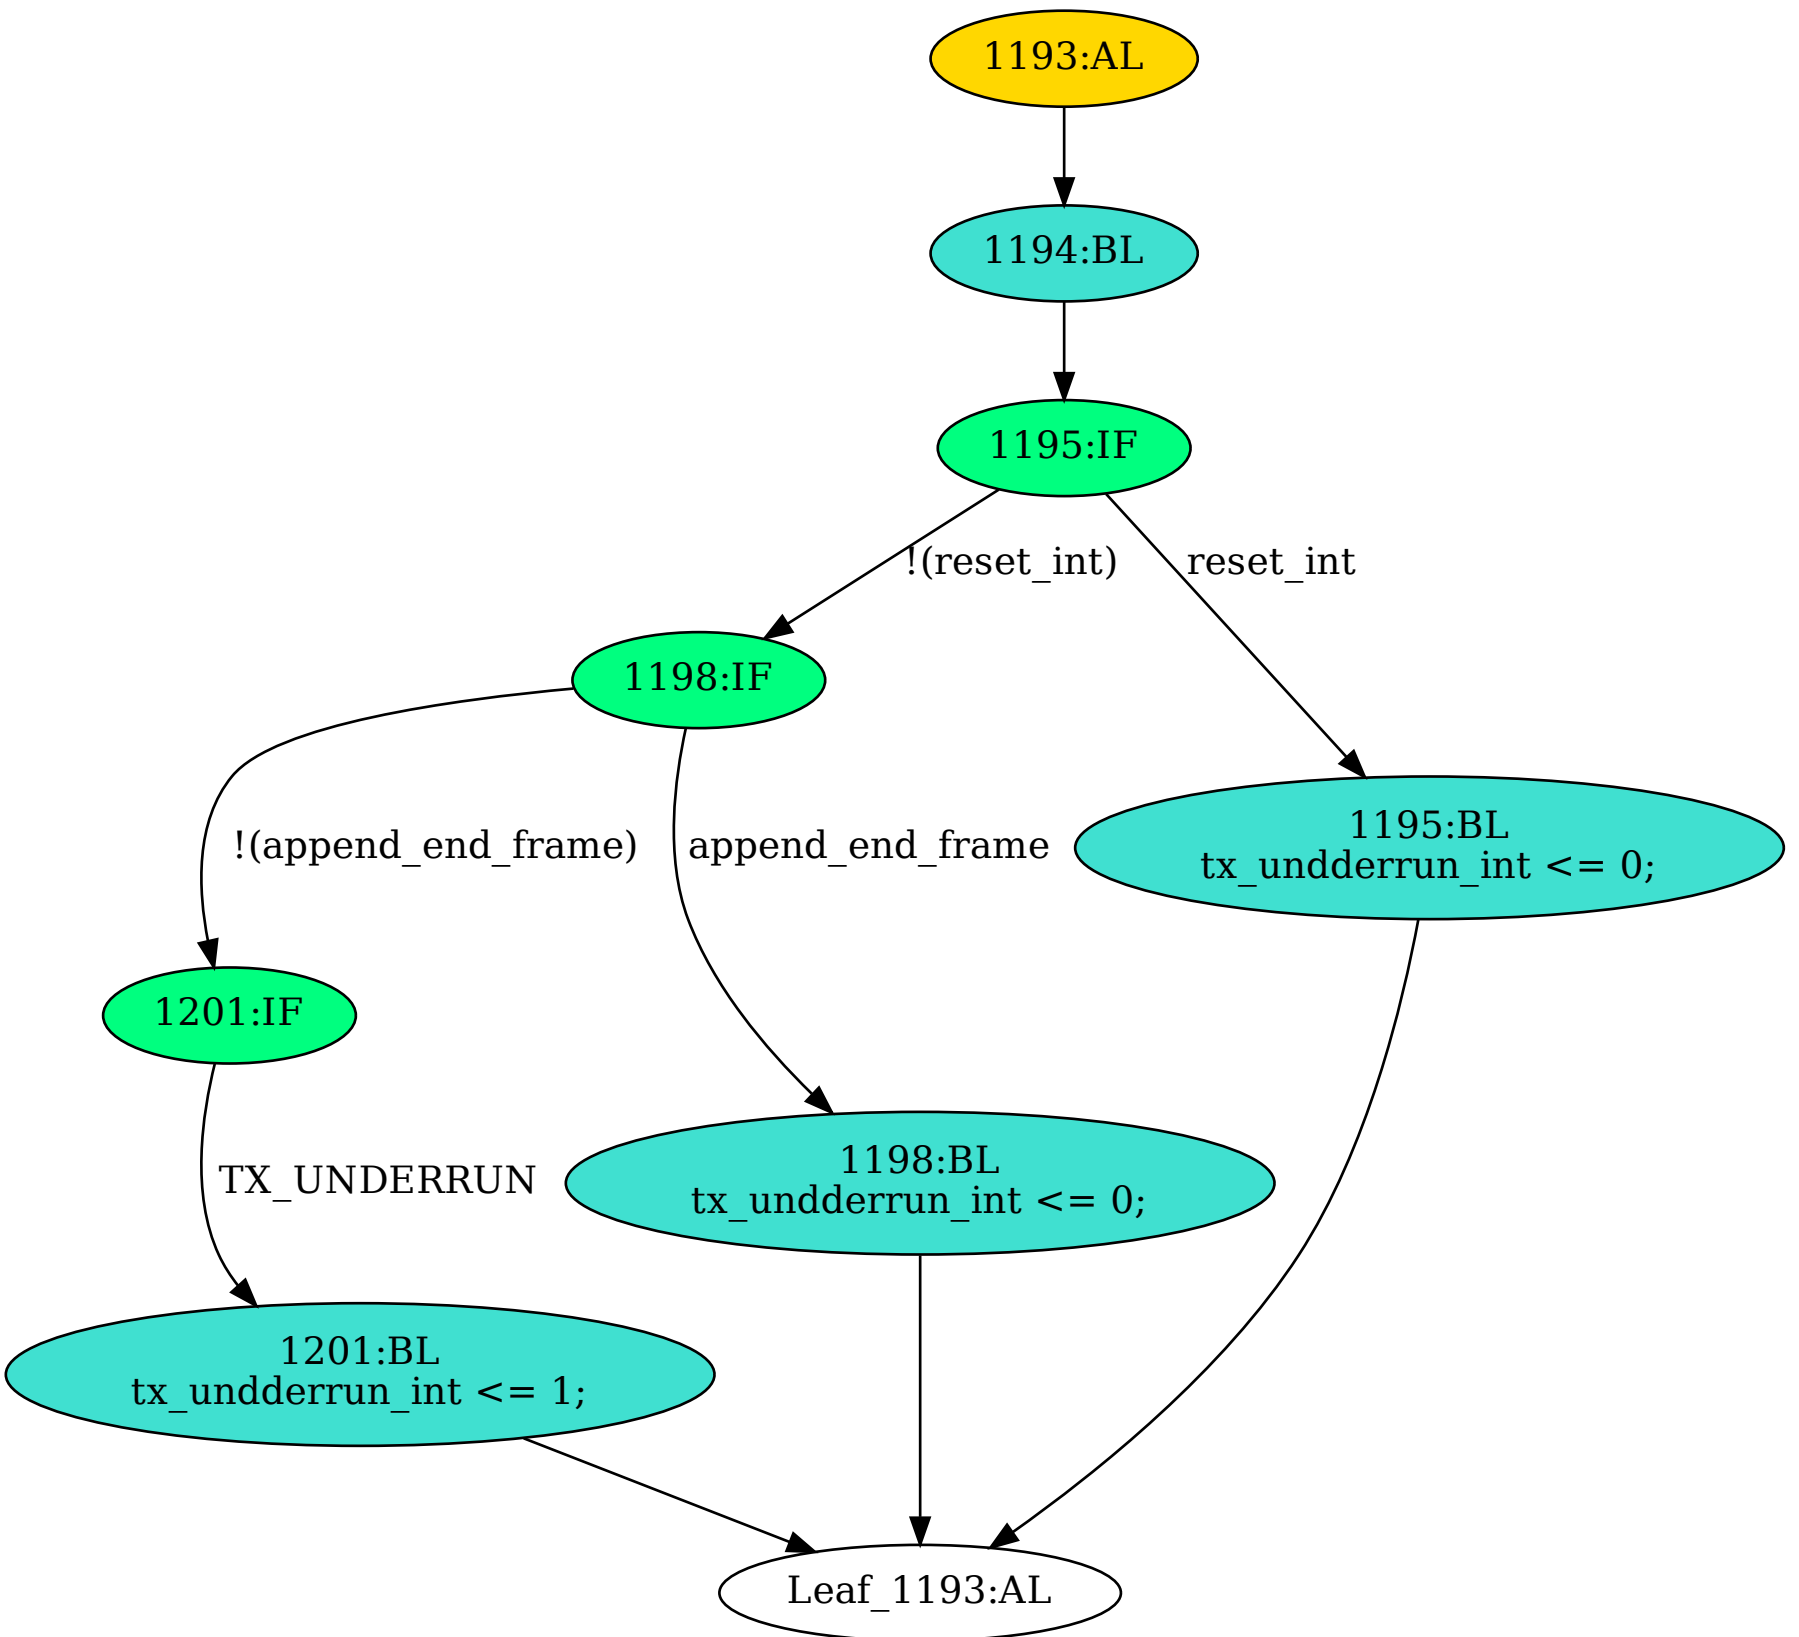 1193:AL
1194:BL
1195:IF
!(reset_int)
reset_int
1198:IF
1195:BL
tx_undderrun_int <= 0;
!(append_end_frame)
append_end_frame
1201:IF
1198:BL
tx_undderrun_int <= 0;
TX_UNDERRUN
1201:BL
tx_undderrun_int <= 1;
Leaf_1193:AL